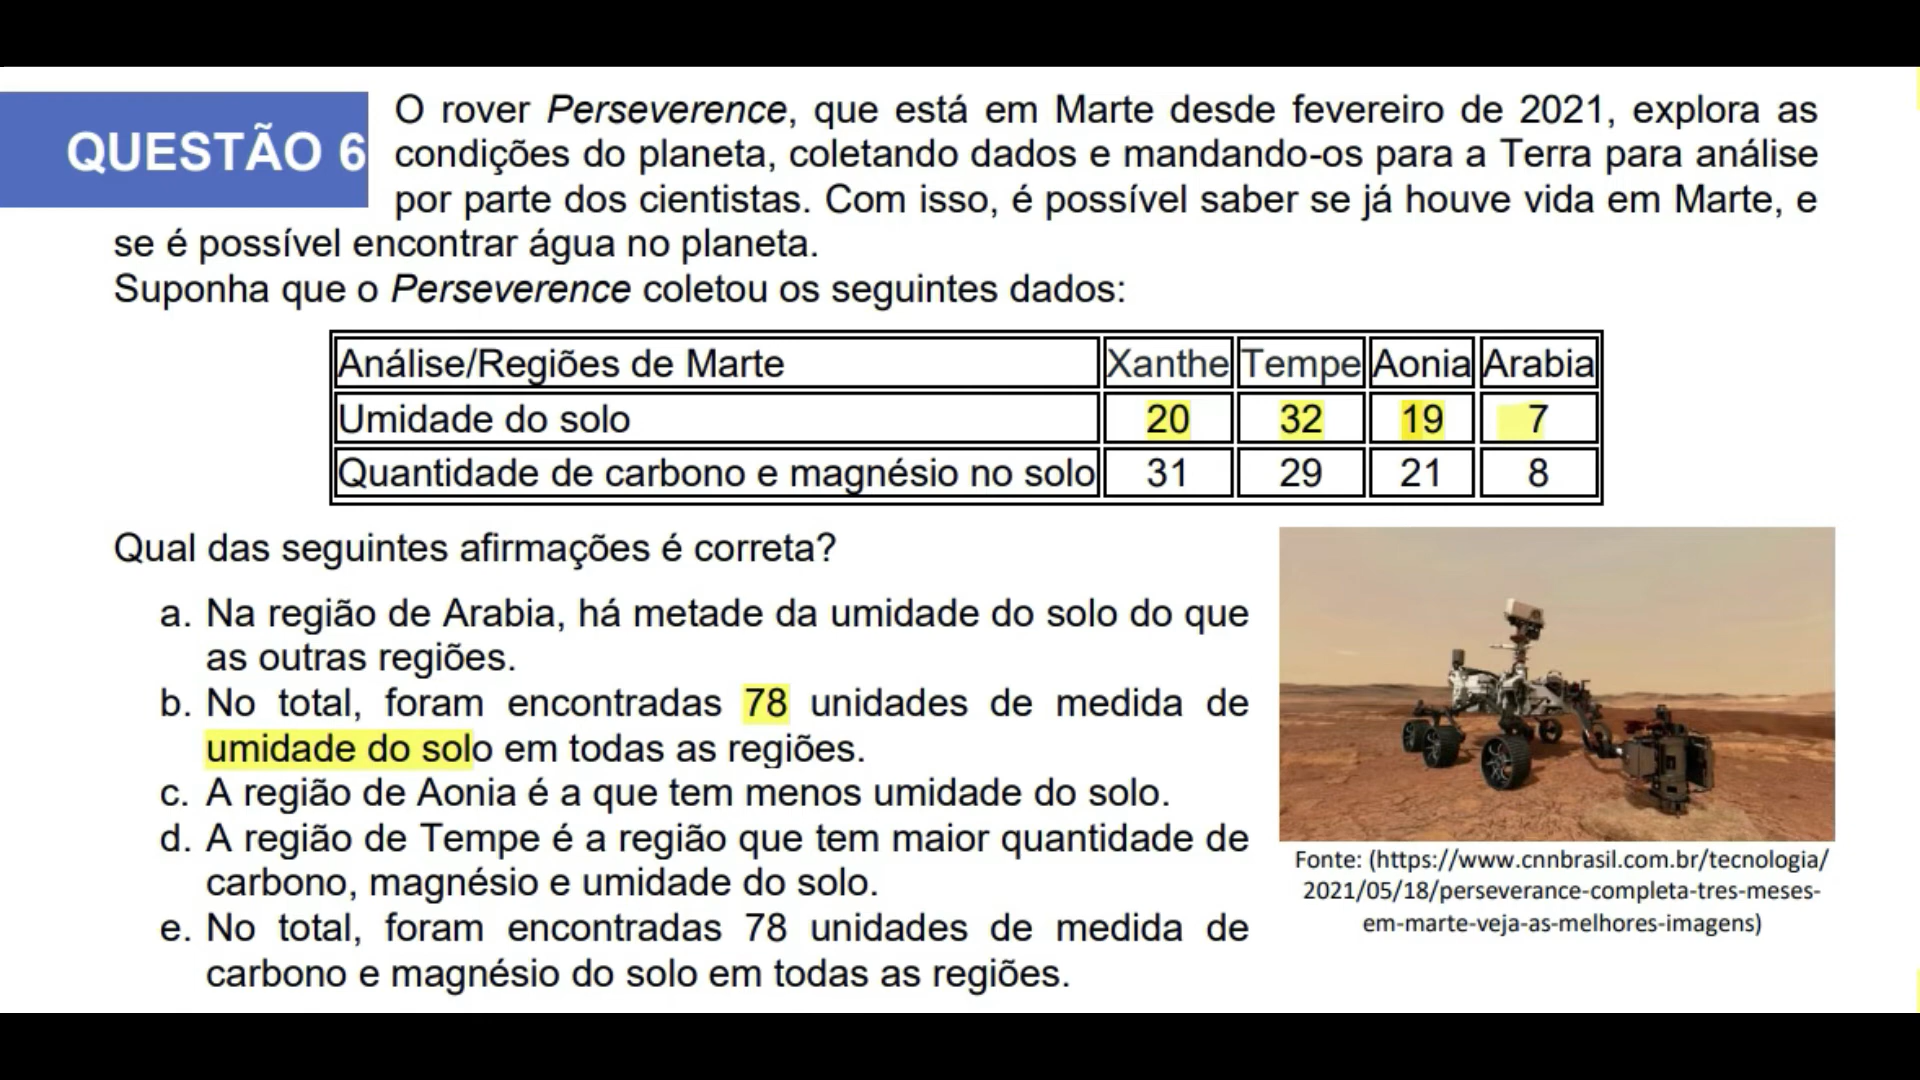 QUESTÃO 6
O rover Perseverence, que está em Marte desde fevereiro de 2021, explora as
condições do planeta, coletando dados e mandando-os para a Terra para análise
por parte dos cientistas. Com isso, é possível saber se já houve vida em Marte, e
se é possível encontrar água no planeta.
Suponha que o Perseverence coletou os seguintes dados:
Análise/Regiões de Marte Xanthe Tempe Aonia Arabia
Umidade do solo 20 32 19 7
Quantidade de carbono e magnésio no solo 31 29 21 8
Qual das seguintes afirmações é correta?
a. Na região de Arabia, há metade da umidade do solo do que
as outras regiões.
b. No total, foram encontradas 78 unidades de medida de
umidade do solo em todas as regiões.
c. A região de Aonia é a que tem menos umidade do solo.
d. A região de Tempe é a região que tem maior quantidade de
carbono, magnésio e umidade do solo.
e. No total, foram encontradas 78 unidades de medida de
carbono e magnésio do solo em todas as regiões.
Fonte: (https://www.cnnbrasil.com.br/tecnologia/
2021/05/18/perseverance-completa-tres-meses-
em-marte-veja-as-melhores-imagens)